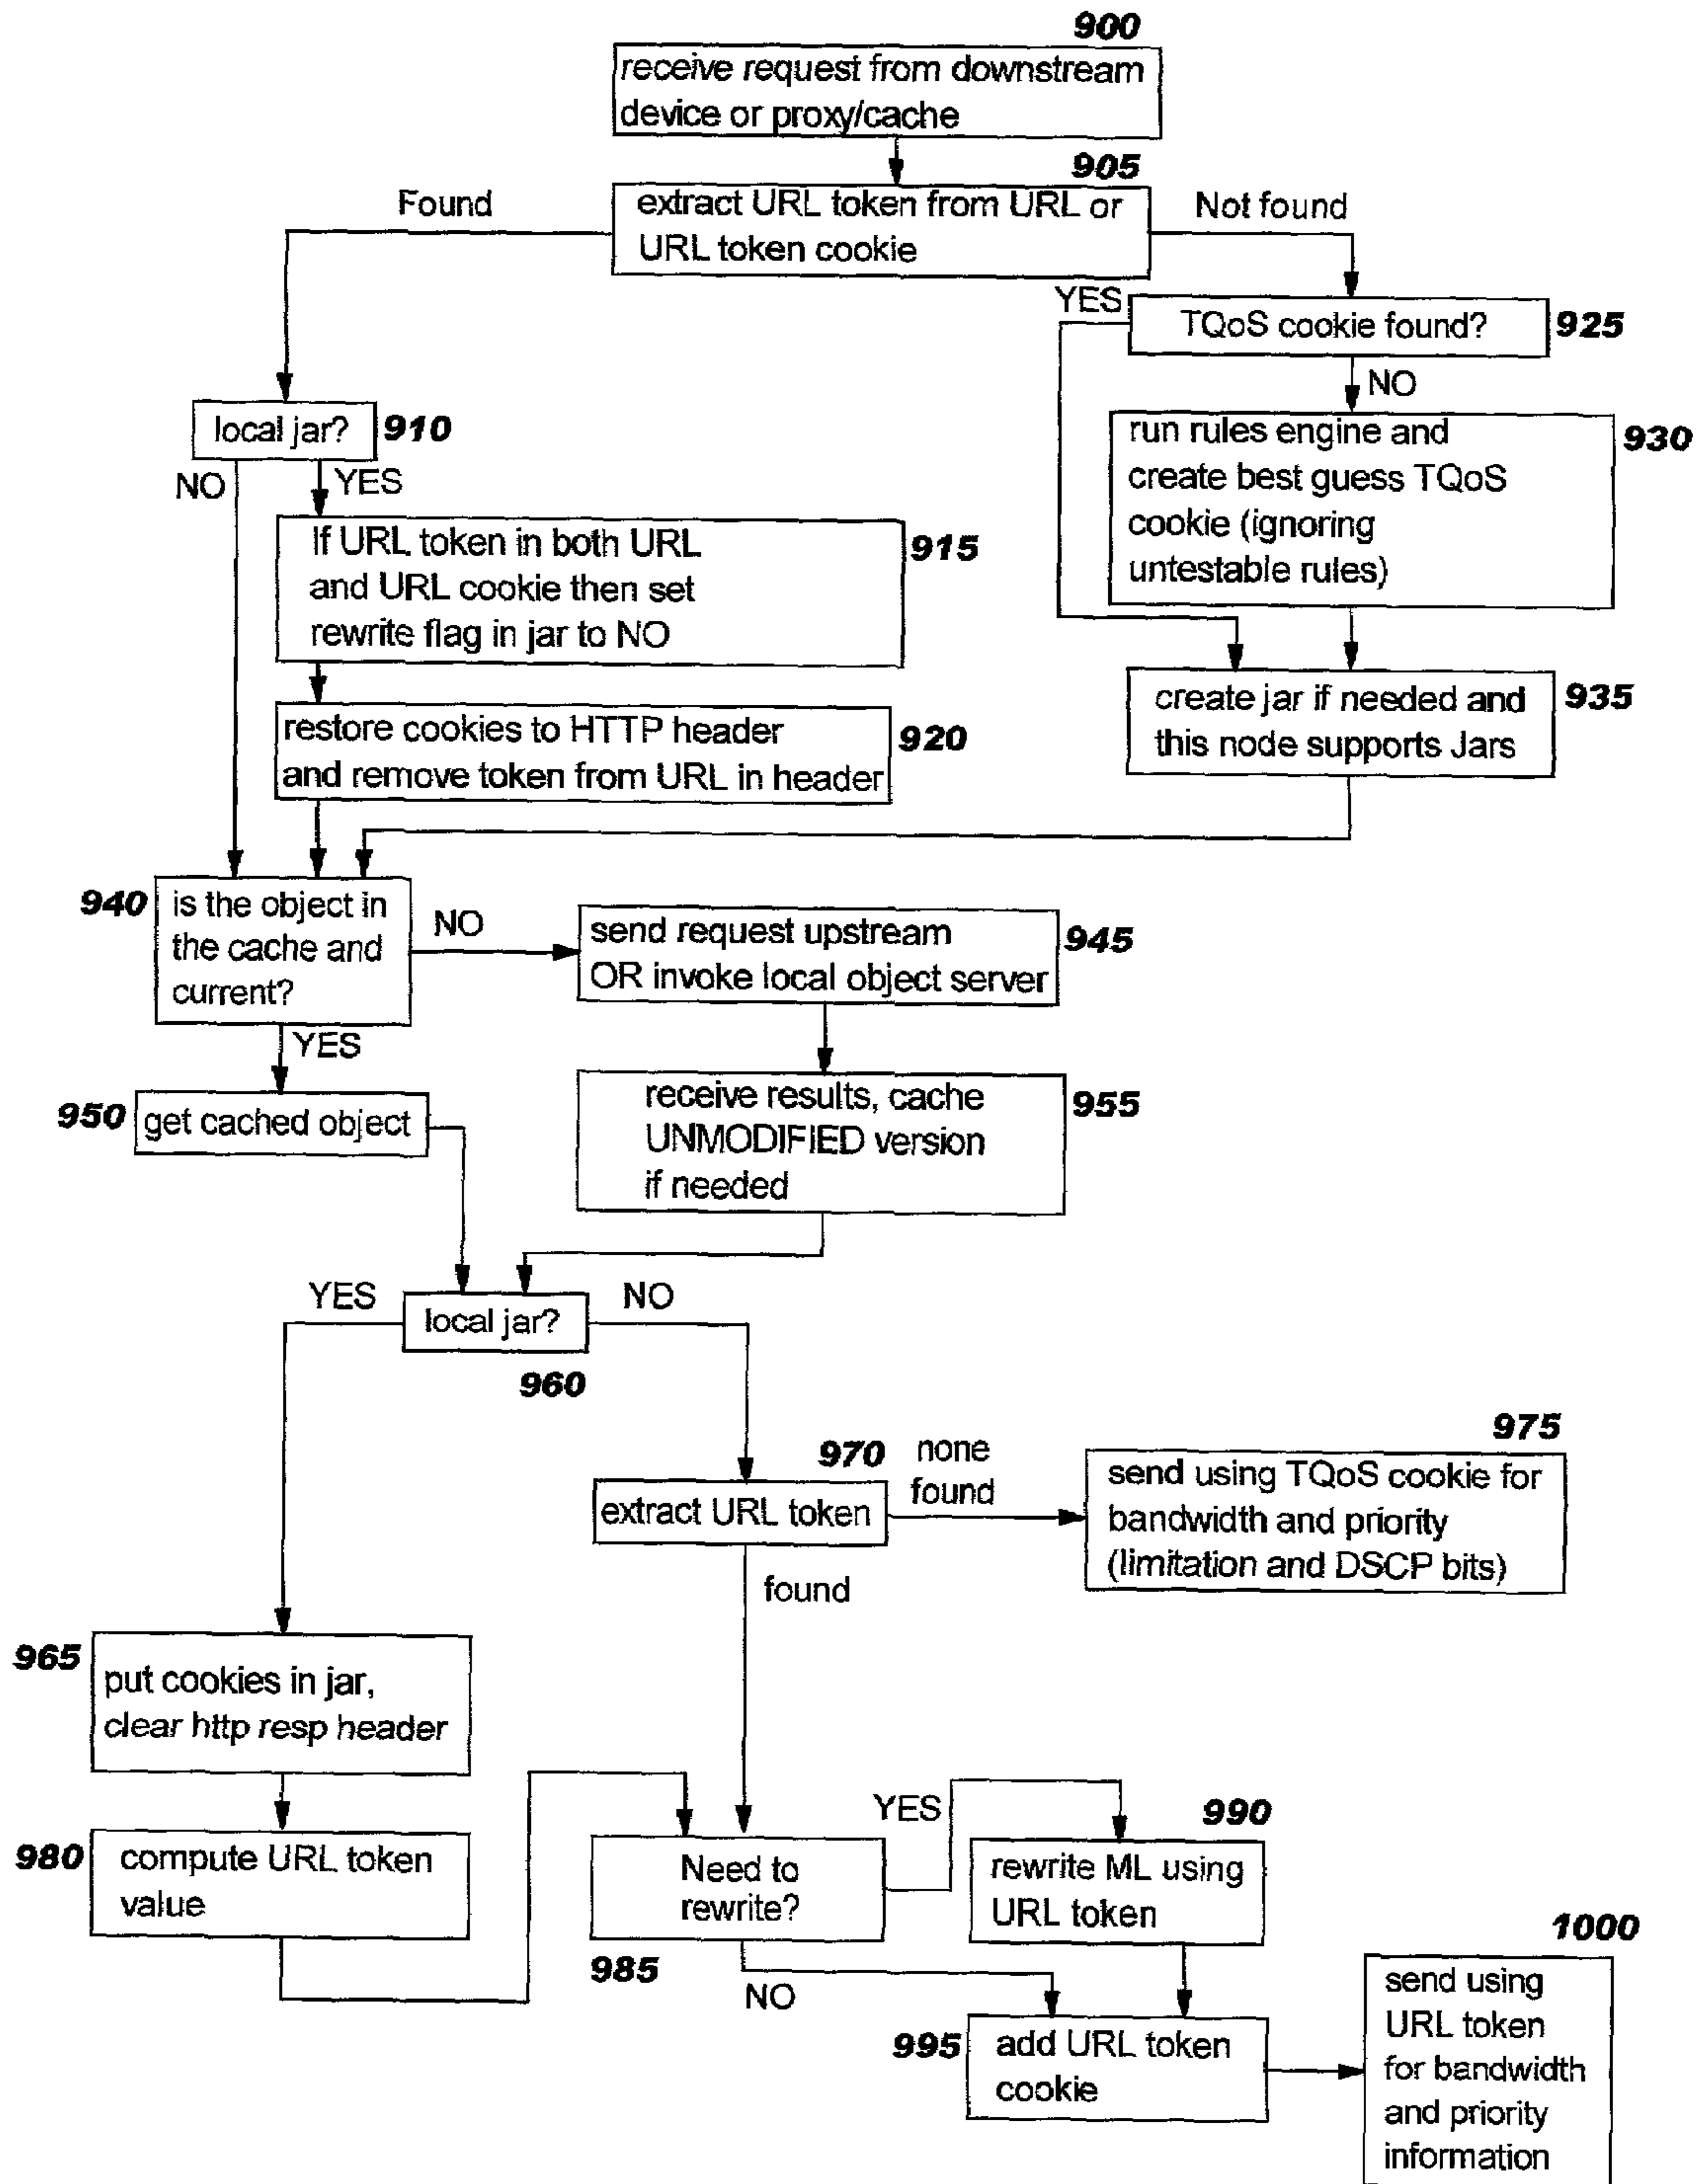 900
receive request from downstream
device or proxy/cache
905
Found
extract URL token from URL or
URL token cookie
Not found
YES
TQoS cookie found?
925
NO
local jar?
910
NO
YES
run rules engine and
create best guess TQoS
cookie (ignoring
untestable rules)
930
If URL token in both URL
and URL cookie then set
rewrite flag in jar to NO
915
restore cookies to HTTP header
and remove token from URL in header
920
create jar if needed and
this node supports Jars
935
940
is the object in
the cache and
current?
NO
send request upstream
OR invoke local object server
945
YES
950
get cached object
receive results, cache
UNMODIFIED version
if needed
955
YES
local jar?
NO
960
970
extract URL token
none
found
975
send using TQoS cookie for
bandwidth and priority
(limitation and DSCP bits)
found
965
put cookies in jar,
clear http resp header
980
compute URL token
value
Need to
rewrite?
985
YES
990
rewrite ML using
URL token
NO
995
add URL token
cookie
1000
send using
URL token
for bandwidth
and priority
information